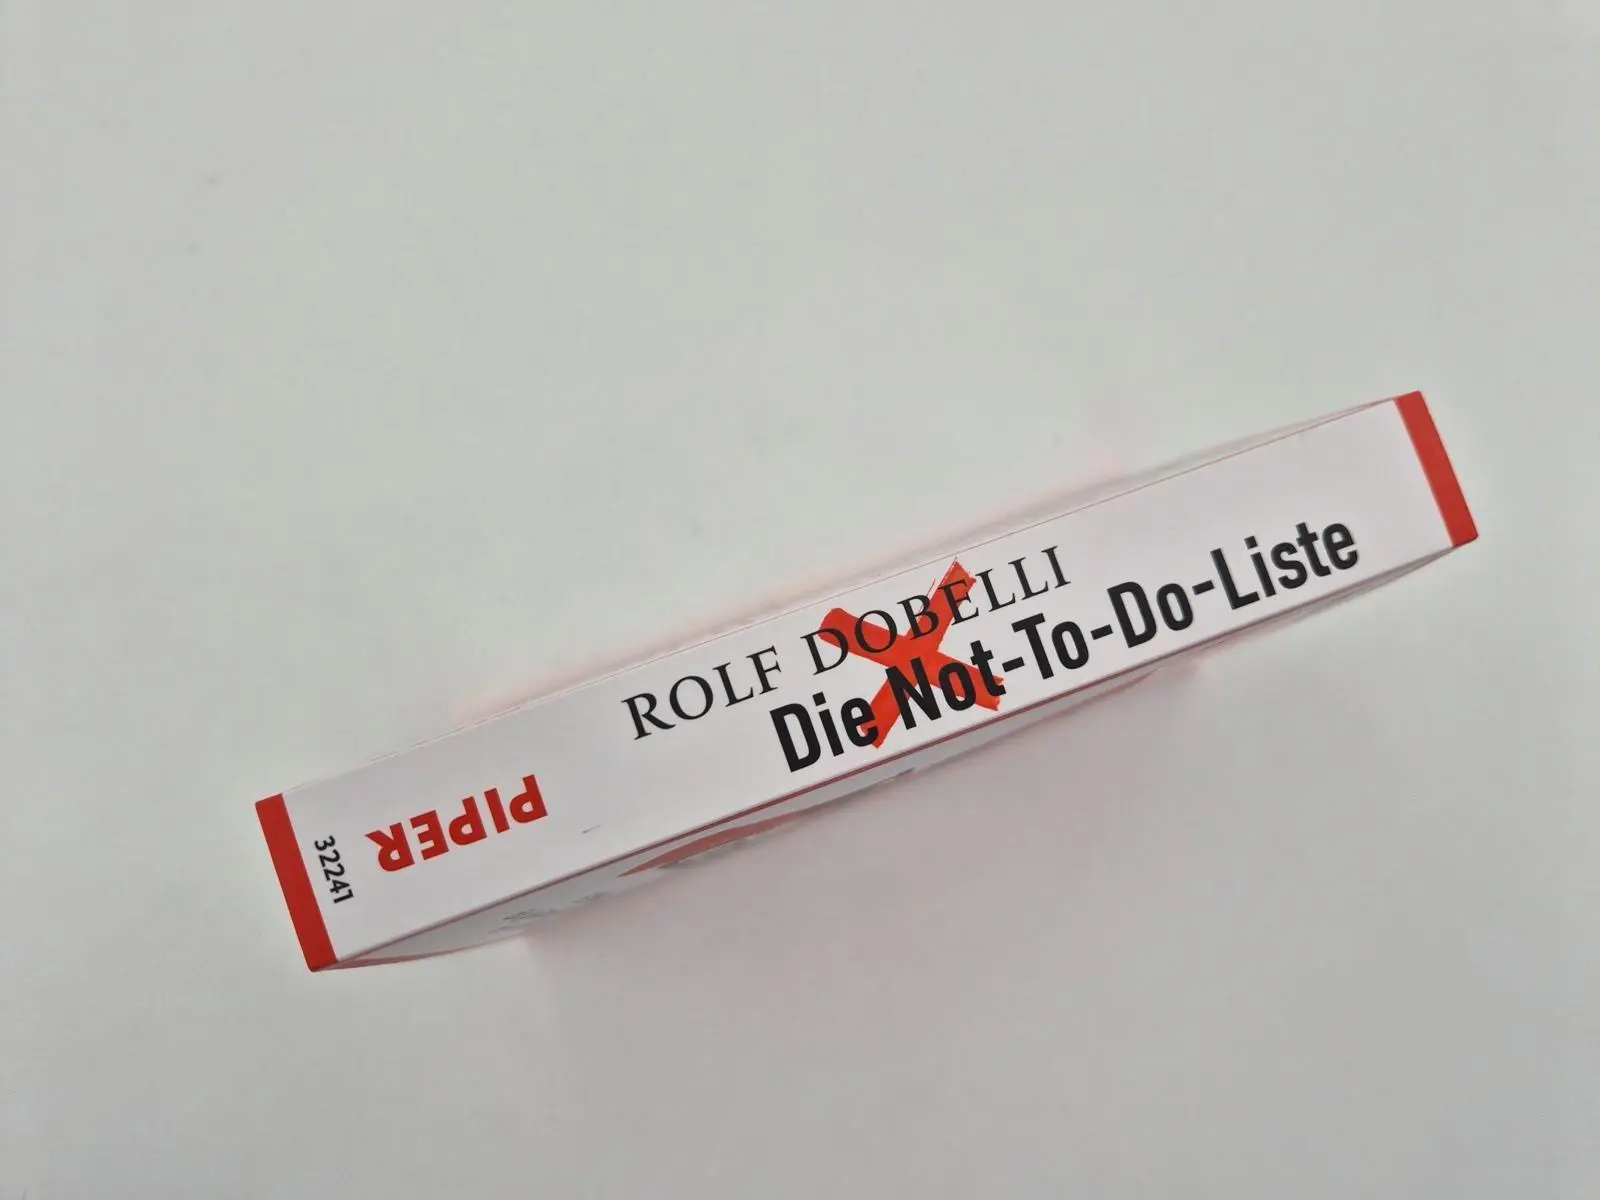 ROLF DOBELLI
Die Not-To-Do-Liste
PIPER
32241